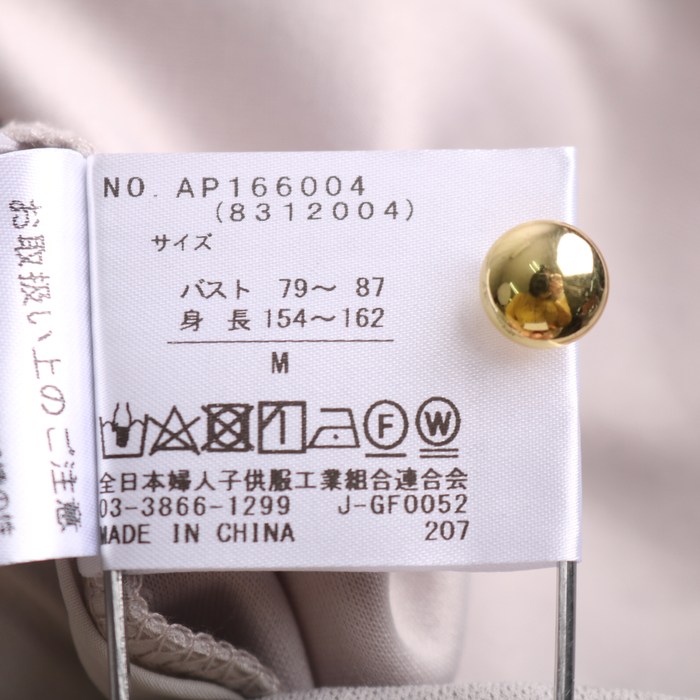 お取扱い上のご注意
NO. AP166004
(8312004)
サイズ
バスト 79～ 87
身 長 154～162
M
F W
全日本婦人子供服工業組合連合会
03-3866-1299 J-GF0052
MADE IN CHINA 207